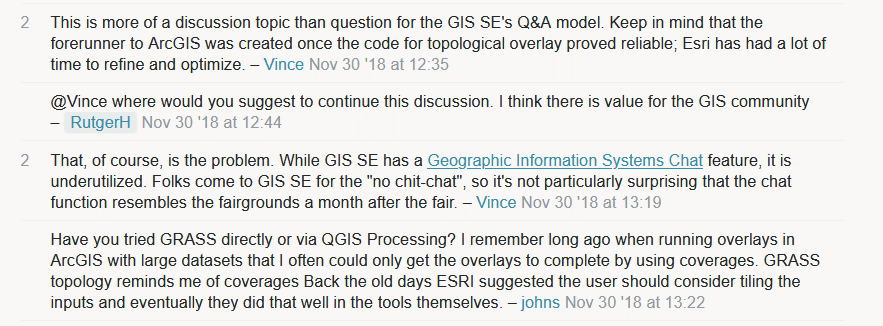 2 This is more of a discussion topic than question for the GIS SE's Q&A model. Keep in mind that the
forerunner to ArcGIS was created once the code for topological overlay proved reliable; Esri has had a lot of
time to refine and optimize. – Vince Nov 30 '18 at 12:35
@Vince where would you suggest to continue this discussion. I think there is value for the GIS community
– RutgerH Nov 30 '18 at 12:44
2 That, of course, is the problem. While GIS SE has a Geographic Information Systems Chat feature, it is
underutilized. Folks come to GIS SE for the "no chit-chat", so it's not particularly surprising that the chat
function resembles the fairgrounds a month after the fair. – Vince Nov 30 '18 at 13:19
Have you tried GRASS directly or via QGIS Processing? I remember long ago when running overlays in
ArcGIS with large datasets that I often could only get the overlays to complete by using coverages. GRASS
topology reminds me of coverages Back the old days ESRI suggested the user should consider tiling the
inputs and eventually they did that well in the tools themselves. – johns Nov 30 '18 at 13:22